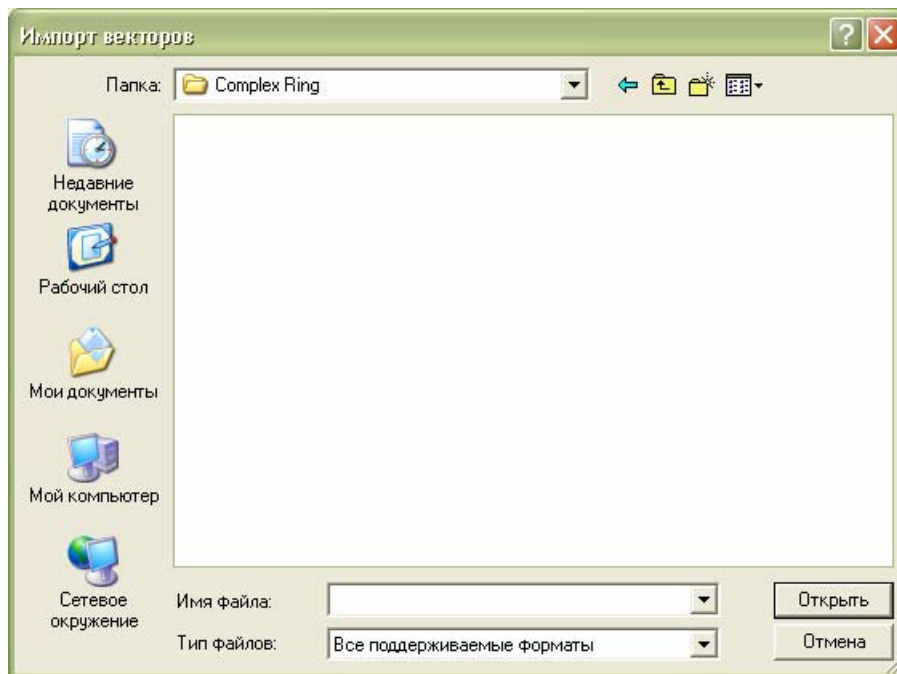 Импорт векторов
Папка: Complex Ring
Недавние
документы
Рабочий стол
Мои документы
Мой компьютер
Сетевое
окружение
Имя файла:
Открыть
Тип файлов: Все поддерживаемые форматы
Отмена